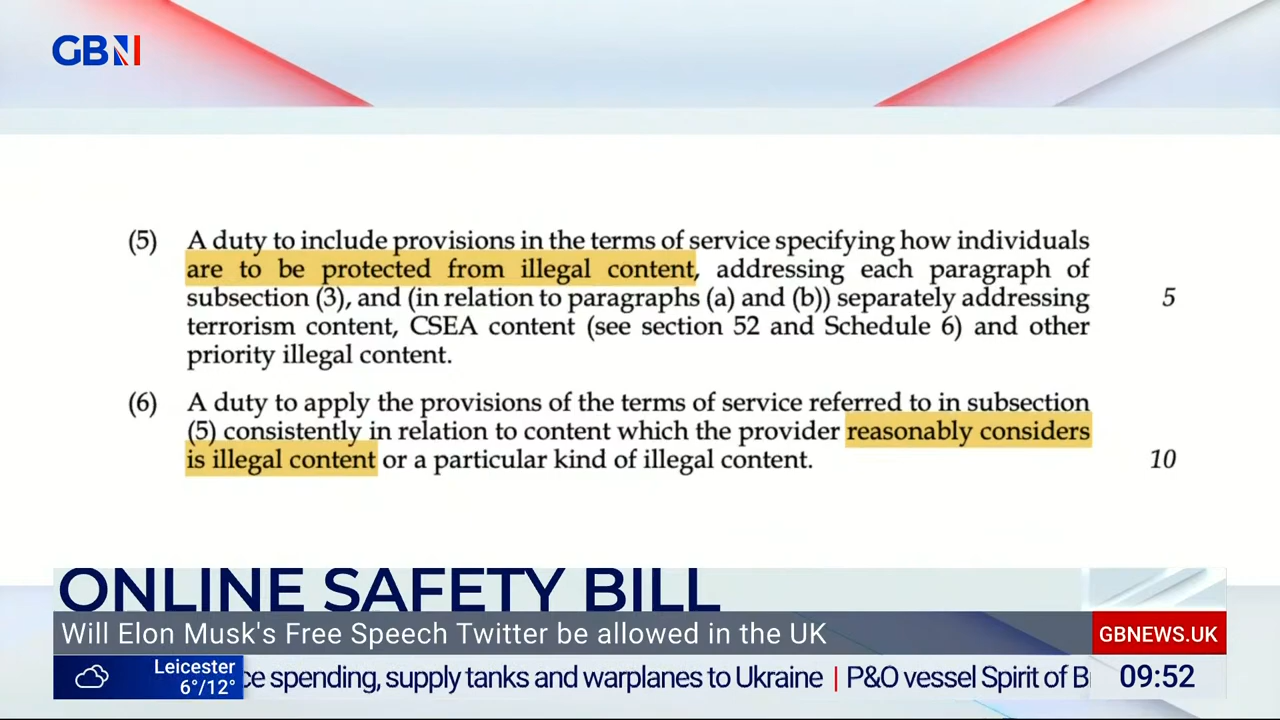 GBN
(5) A duty to include provisions in the terms of service specifying how individuals
are to be protected from illegal content, addressing each paragraph of
subsection (3), and (in relation to paragraphs (a) and (b)) separately addressing 5
terrorism content, CSEA content (see section 52 and Schedule 6) and other
priority illegal content.
(6) A duty to apply the provisions of the terms of service referred to in subsection
(5) consistently in relation to content which the provider reasonably considers
is illegal content or a particular kind of illegal content. 10
ONLINE SAFETY BILL
Will Elon Musk's Free Speech Twitter be allowed in the UK
GBNEWS.UK
Leicester
6°/12°
ce spending, supply tanks and warplanes to Ukraine | P&O vessel Spirit of B
09:52